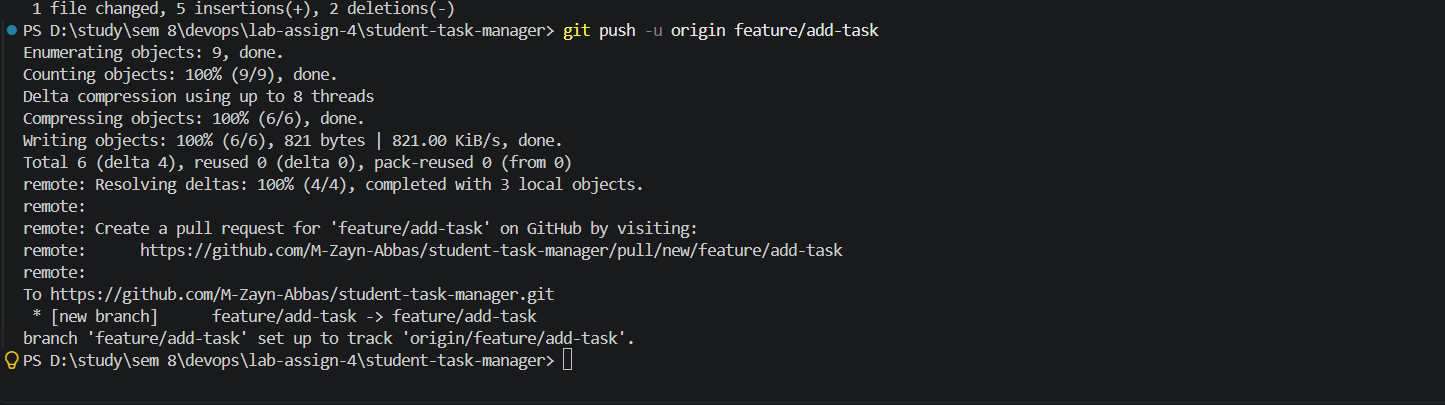 1 file changed, 5 insertions(+), 2 deletions(-)
PS D:\study\sem 8\devops\lab-assign-4\student-task-manager> git push -u origin feature/add-task
Enumerating objects: 9, done.
Counting objects: 100% (9/9), done.
Delta compression using up to 8 threads
Compressing objects: 100% (6/6), done.
Writing objects: 100% (6/6), 821 bytes | 821.00 KiB/s, done.
Total 6 (delta 4), reused 0 (delta 0), pack-reused 0 (from 0)
remote: Resolving deltas: 100% (4/4), completed with 3 local objects.
remote:
remote: Create a pull request for 'feature/add-task' on GitHub by visiting:
remote:      https://github.com/M-Zayn-Abbas/student-task-manager/pull/new/feature/add-task
remote:
To https://github.com/M-Zayn-Abbas/student-task-manager.git
 * [new branch]      feature/add-task -> feature/add-task
branch 'feature/add-task' set up to track 'origin/feature/add-task'.
PS D:\study\sem 8\devops\lab-assign-4\student-task-manager>